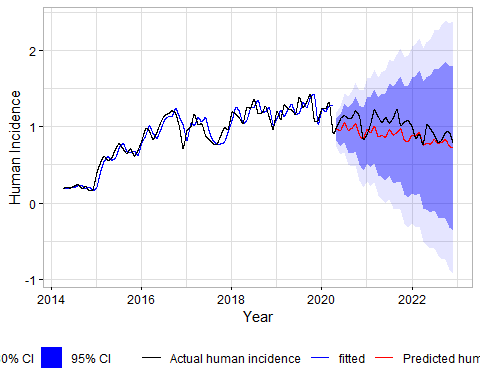 2
1
0
-1
Human Incidence
2014 2016 2018 2020 2022
Year
0% CI 95% CI Actual human incidence fitted Predicted hum